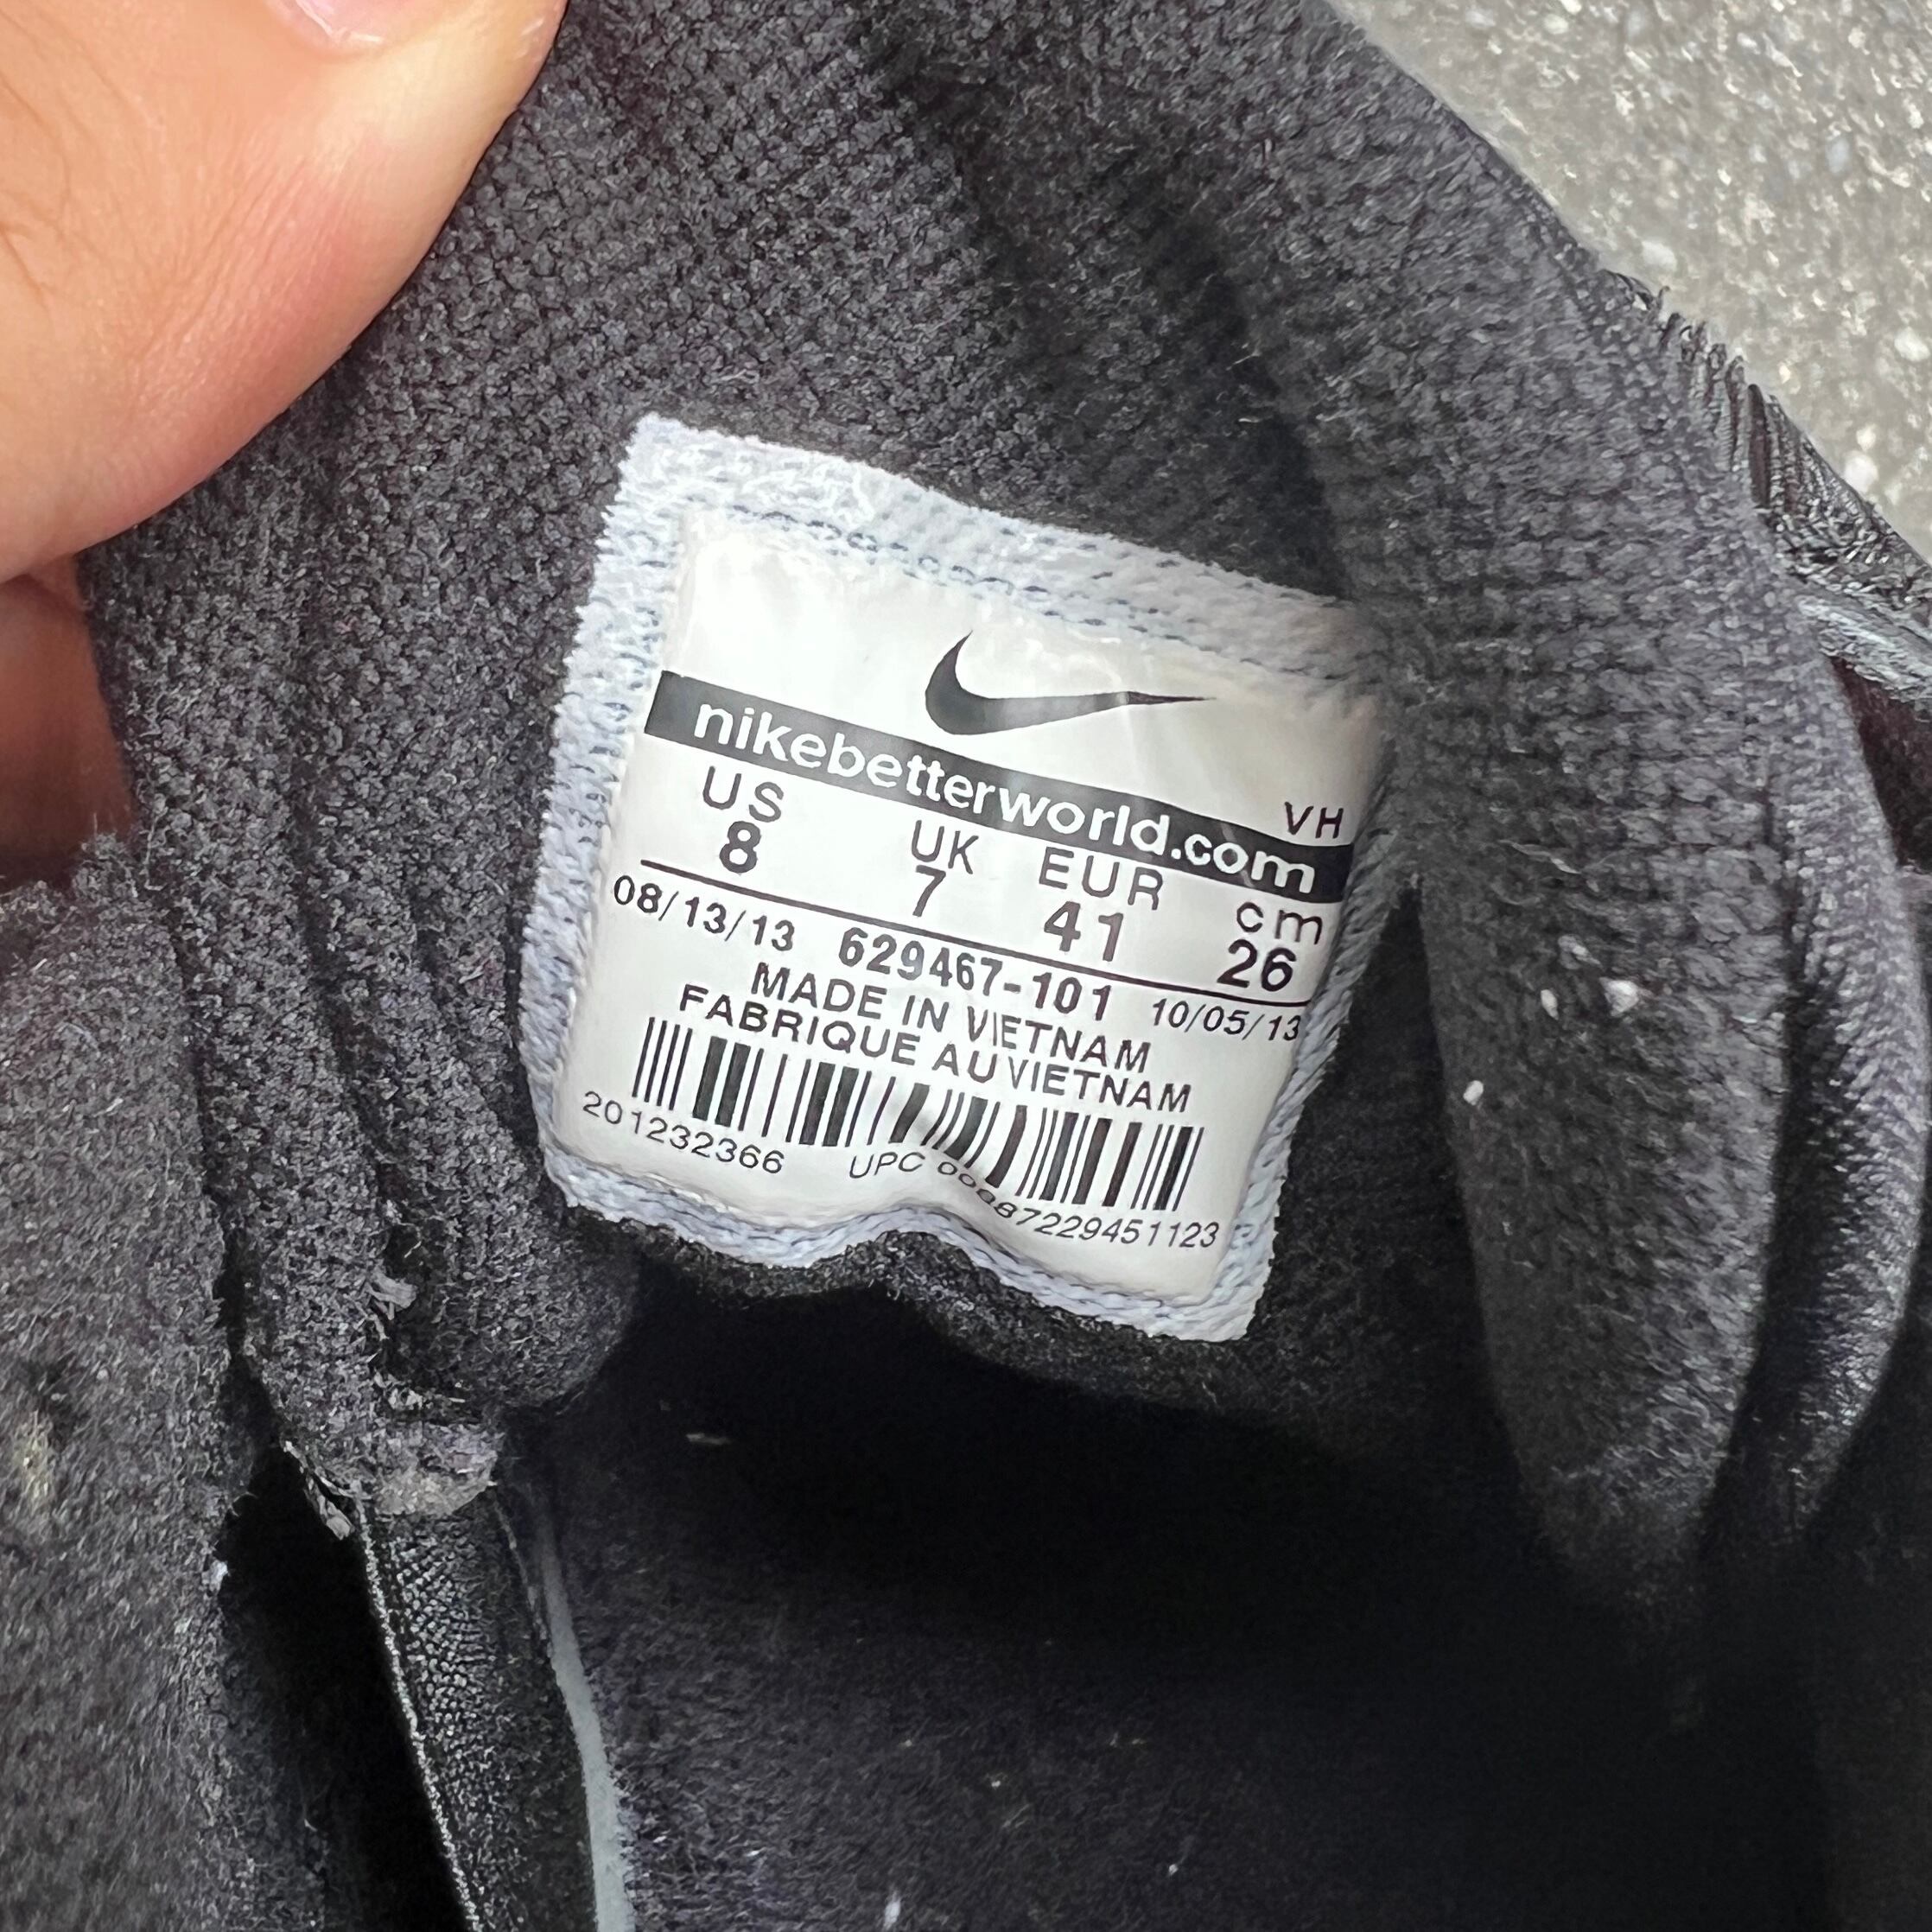 nikebetterworld.com
VH
US UK EUR cm
8 7 41 26
08/13/13 629467-101 10/05/13
MADE IN VIETNAM
FABRIQUE AU VIETNAM
201232366 UPC 00887229451123